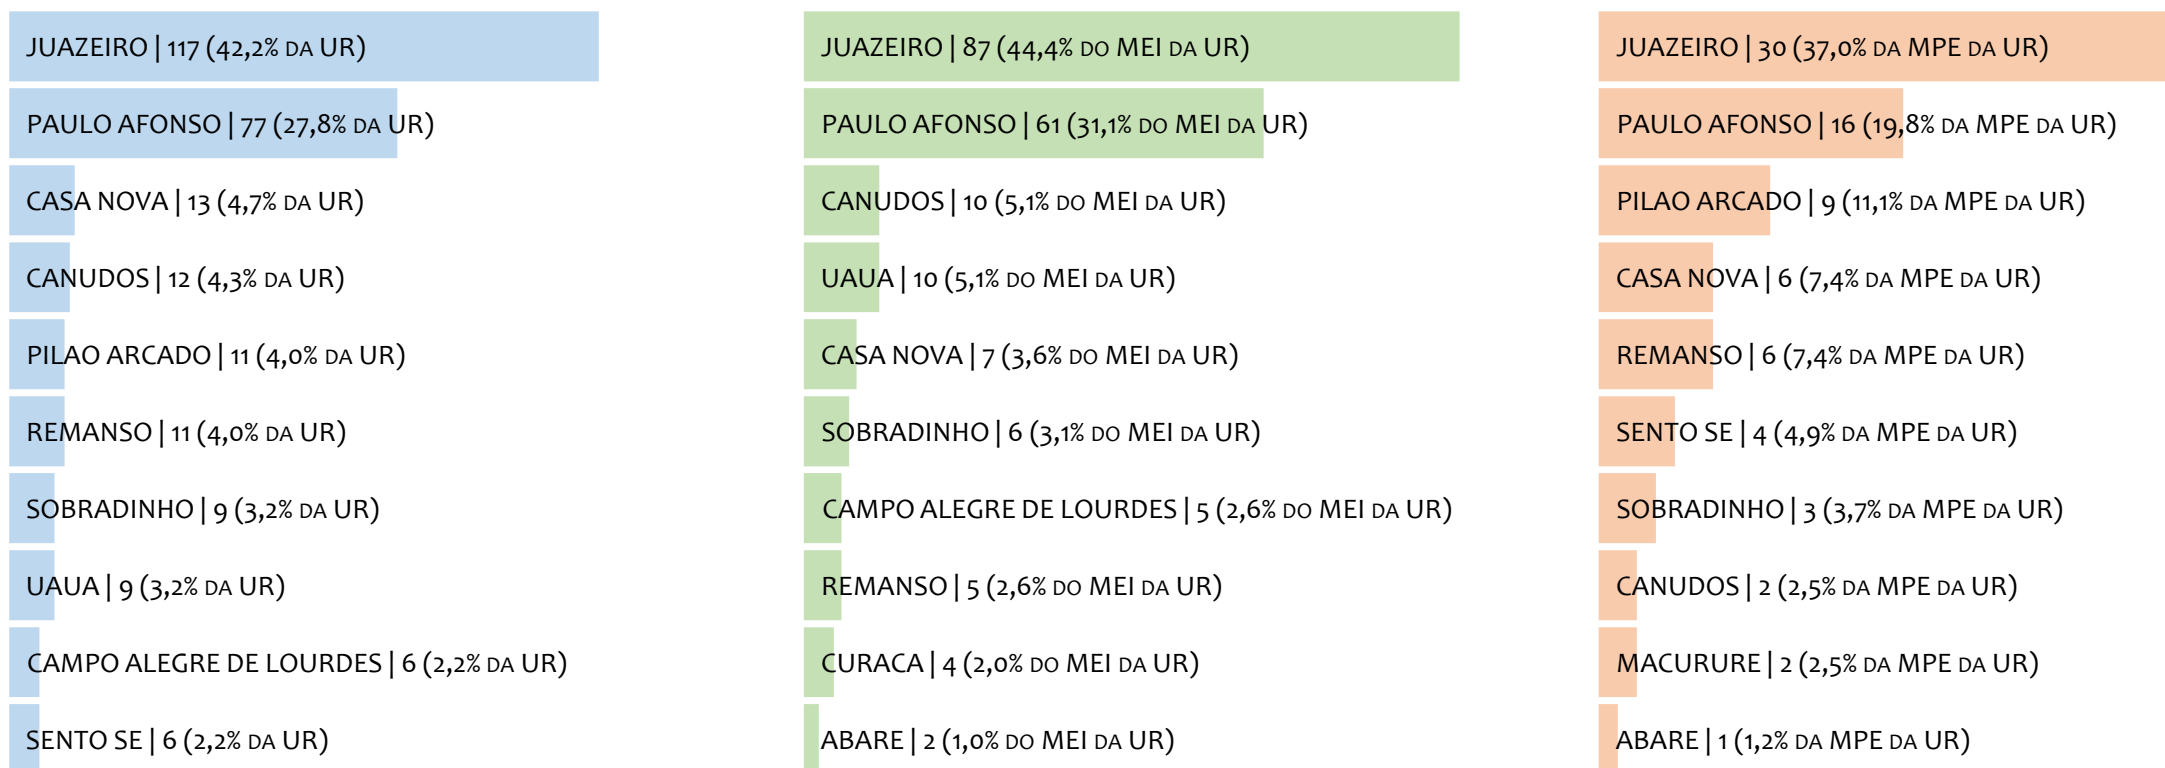 JUAZEIRO | 117 (42,2% DA UR)
PAULO AFONSO | 77 (27,8% DA UR)
CASA NOVA | 13 (4,7% DA UR)
CANUDOS | 12 (4,3% DA UR)
PILAO ARCADO | 11 (4,0% DA UR)
REMANSO | 11 (4,0% DA UR)
SOBRADINHO | 9 (3,2% DA UR)
UAUA | 9 (3,2% DA UR)
CAMPO ALEGRE DE LOURDES | 6 (2,2% DA UR)
SENTO SE | 6 (2,2% DA UR)
JUAZEIRO | 87 (44,4% DO MEI DA UR)
PAULO AFONSO | 61 (31,1% DO MEI DA UR)
CANUDOS | 10 (5,1% DO MEI DA UR)
UAUA | 10 (5,1% DO MEI DA UR)
CASA NOVA | 7 (3,6% DO MEI DA UR)
SOBRADINHO | 6 (3,1% DO MEI DA UR)
CAMPO ALEGRE DE LOURDES | 5 (2,6% DO MEI DA UR)
REMANSO | 5 (2,6% DO MEI DA UR)
CURACA | 4 (2,0% DO MEI DA UR)
ABARE | 2 (1,0% DO MEI DA UR)
JUAZEIRO | 30 (37,0% DA MPE DA UR)
PAULO AFONSO | 16 (19,8% DA MPE DA UR)
PILAO ARCADO | 9 (11,1% DA MPE DA UR)
CASA NOVA | 6 (7,4% DA MPE DA UR)
REMANSO | 6 (7,4% DA MPE DA UR)
SENTO SE | 4 (4,9% DA MPE DA UR)
SOBRADINHO | 3 (3,7% DA MPE DA UR)
CANUDOS | 2 (2,5% DA MPE DA UR)
MACURURE | 2 (2,5% DA MPE DA UR)
ABARE | 1 (1,2% DA MPE DA UR)